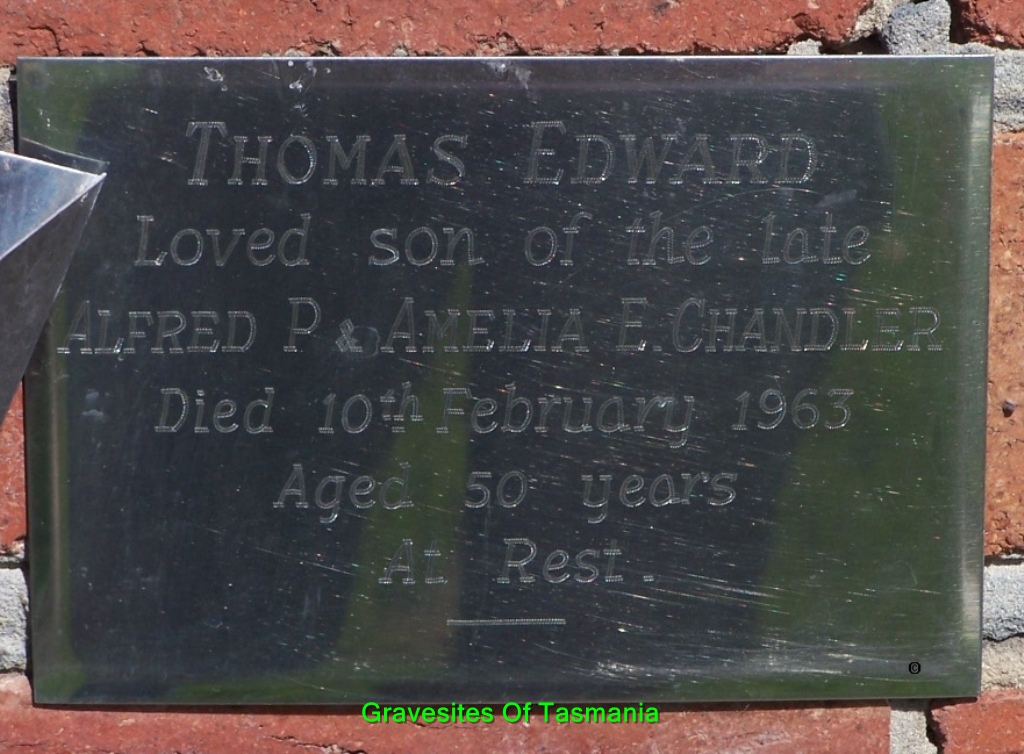 THOMAS EDWARD
Loved son of the late
ALFRED P. & AMELIA E. CHANDLER
Died 10th February 1963
Aged 50 years
At Rest.
©
Gravesites Of Tasmania